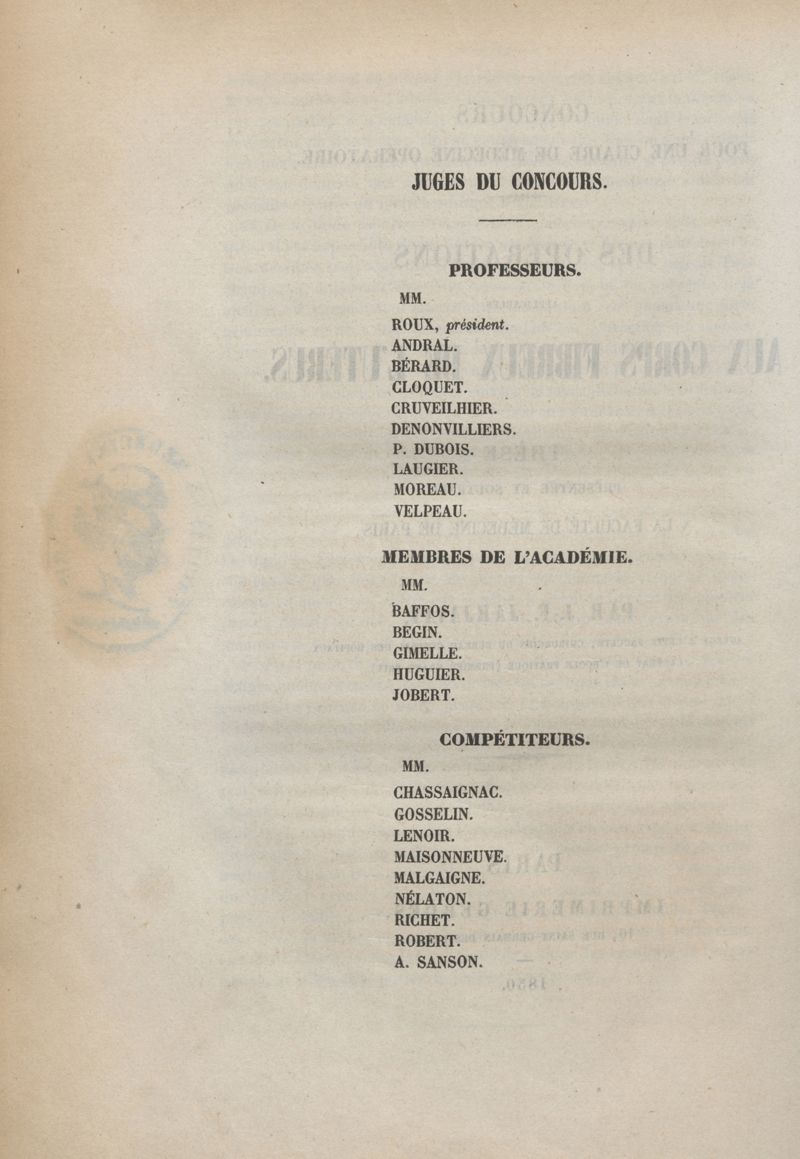 JUGES DU CONCOURS.
PROFESSEURS.
MM.
ROUX, président.
ANDRAL.
BÉRARD.
CLOQUET.
CRUVEILHIER.
DENONVILLIERS.
P. DUBOIS.
LAUGIER.
MOREAU.
VELPEAU.
MEMBRES DE L'ACADÉMIE.
MM.
BAFFOS.
BEGIN.
GIMELLE.
HUGUIER.
JOBERT.
COMPÉTITEURS.
MM.
CHASSAIGNAC.
GOSSELIN.
LENOIR.
MAISONNEUVE.
MALGAIGNE.
NÉLATON.
RICHET.
ROBERT.
A. SANSON.